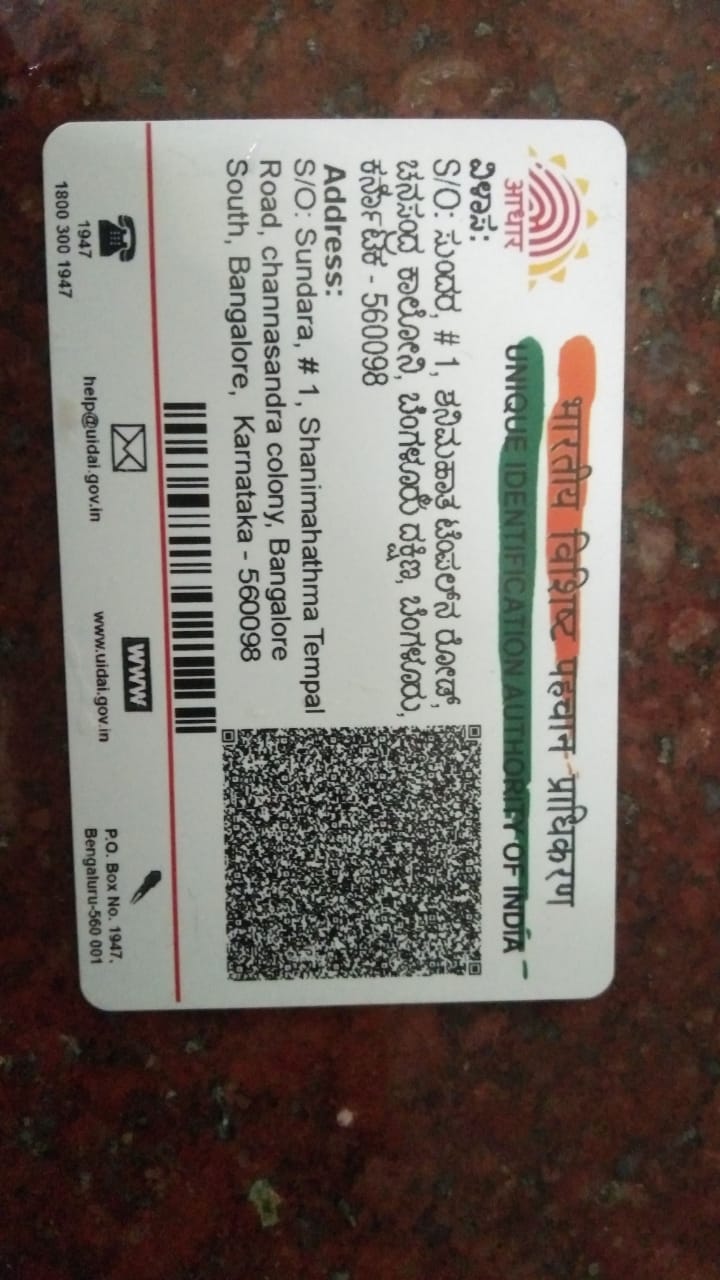 आधार
भारतीय विशिष्ट पहचान प्राधिकरण
UNIQUE IDENTIFICATION AUTHORITY OF INDIA
ವಿಳಾಸ:
S/O: ಸುಂದರ, # 1, ಶನಿಮಹಾತ ಟೆಂಪಲ್‌ನ ರೋಡ್,
ಚನಸಂದ್ರ ಕಾಲೋನಿ, ಬೆಂಗಳೂರು ದಕ್ಷಿಣ, ಬೆಂಗಳೂರು,
ಕರ್ನಾಟಕ - 560098
Address:
S/O: Sundara, # 1, Shanimahathma Tempal
Road, channasandra colony, Bangalore
South, Bangalore, Karnataka - 560098
1947
1800 300 1947
help@uidai.gov.in
www
www.uidai.gov.in
P.O. Box No. 1947,
Bengaluru-560 001